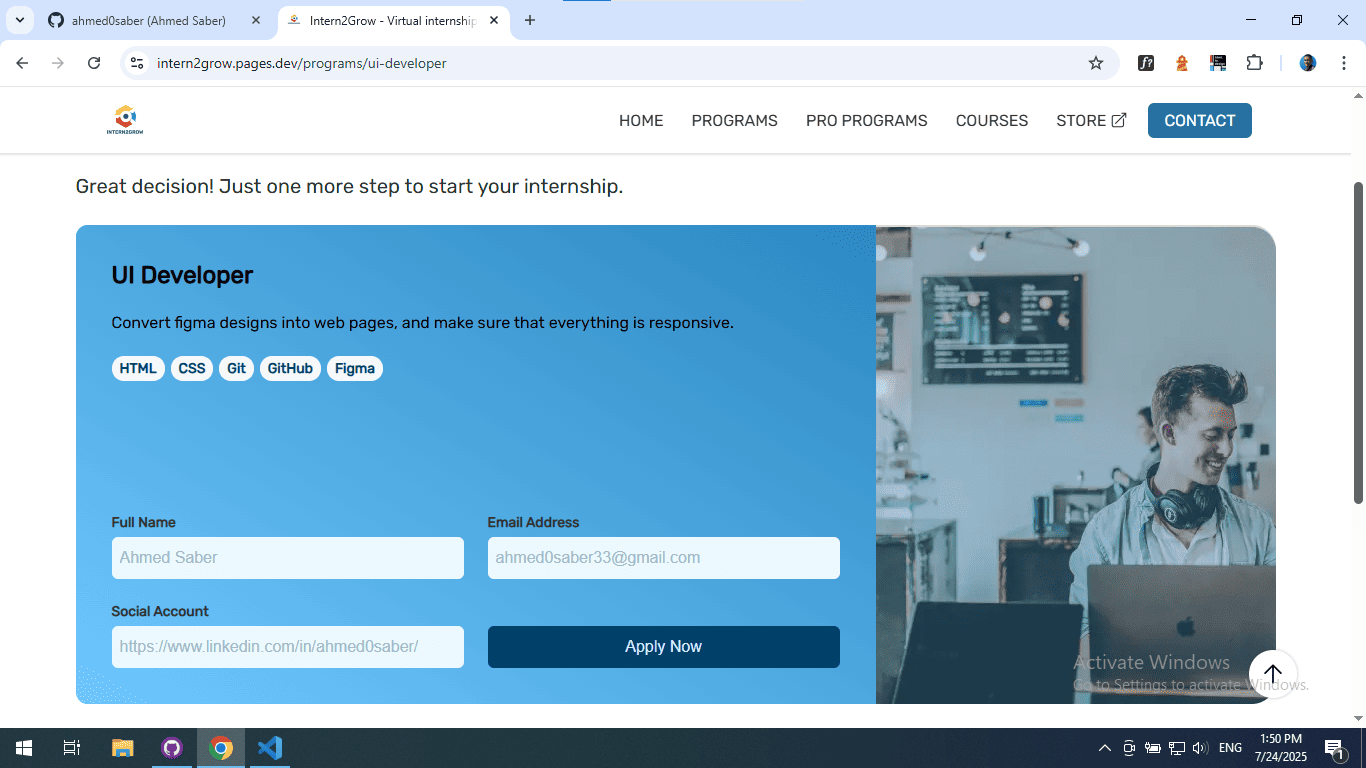 ahmed0saber (Ahmed Saber)
Intern2Grow - Virtual internship
intern2grow.pages.dev/programs/ui-developer
f?
INTERN2GROW
HOME PROGRAMS PRO PROGRAMS COURSES STORE CONTACT
Great decision! Just one more step to start your internship.
UI Developer
Convert figma designs into web pages, and make sure that everything is responsive.
HTML CSS Git GitHub Figma
Full Name
Email Address
Ahmed Saber
ahmed0saber33@gmail.com
Social Account
https://www.linkedin.com/in/ahmed0saber/
Apply Now
Activate Windows
Go to Settings to activate Windows.
ENG
1:50 PM
7/24/2025
1